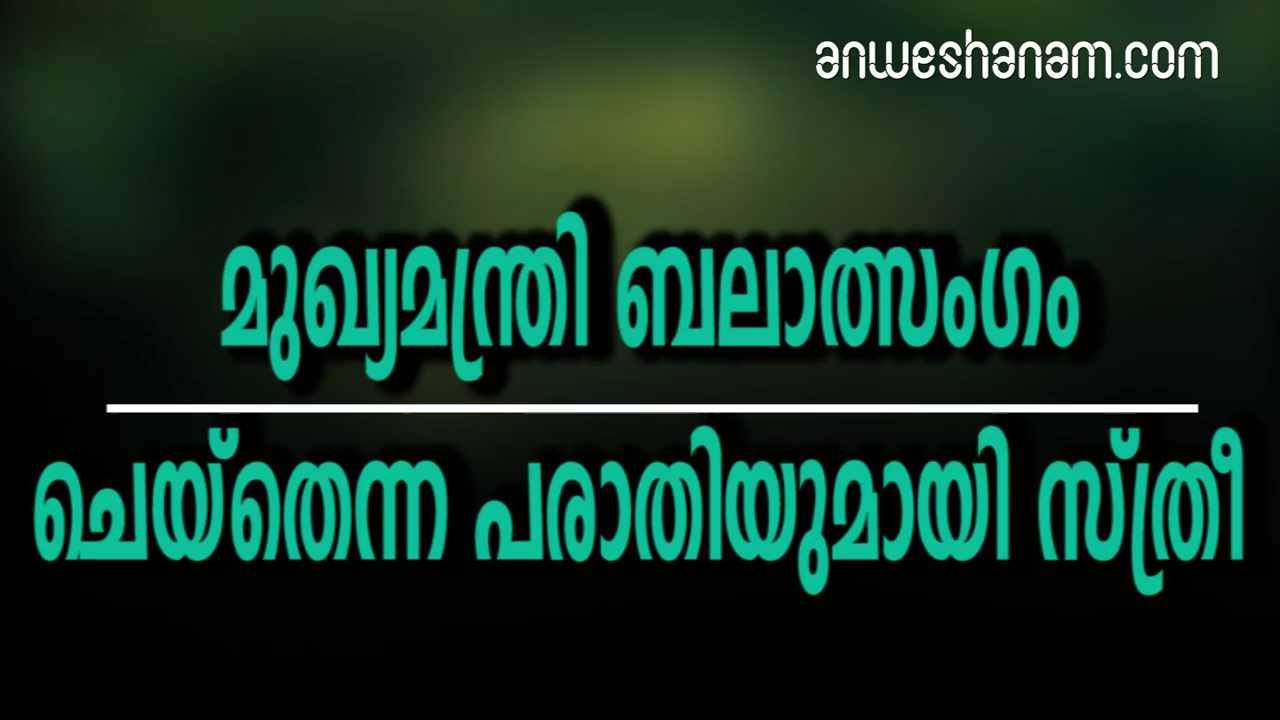 anweshanam.com
മുഖ്യമന്ത്രി ബലാത്സംഗം
ചെയ്തെന്ന പരാതിയുമായി സ്ത്രീ